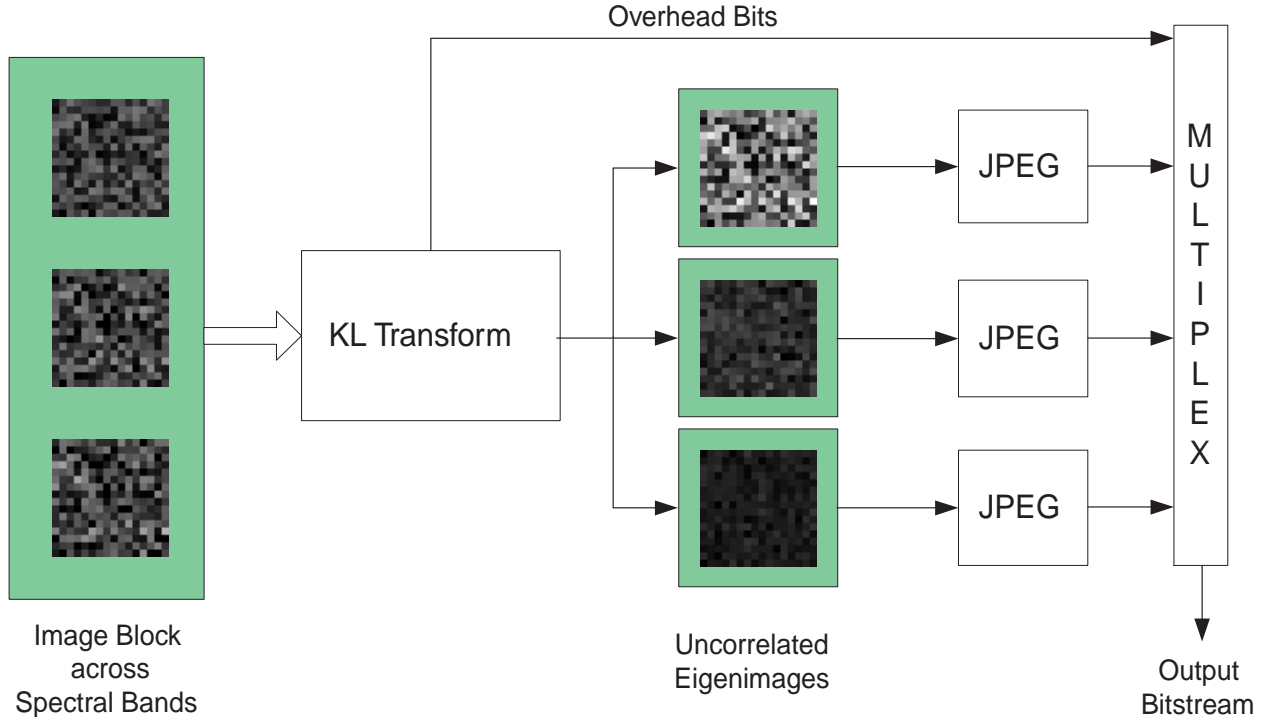 Overhead Bits
KL Transform
JPEG
JPEG
JPEG
M
U
L
T
I
P
L
E
X
Image Block
across
Spectral Bands
Uncorrelated
Eigenimages
Output
Bitstream